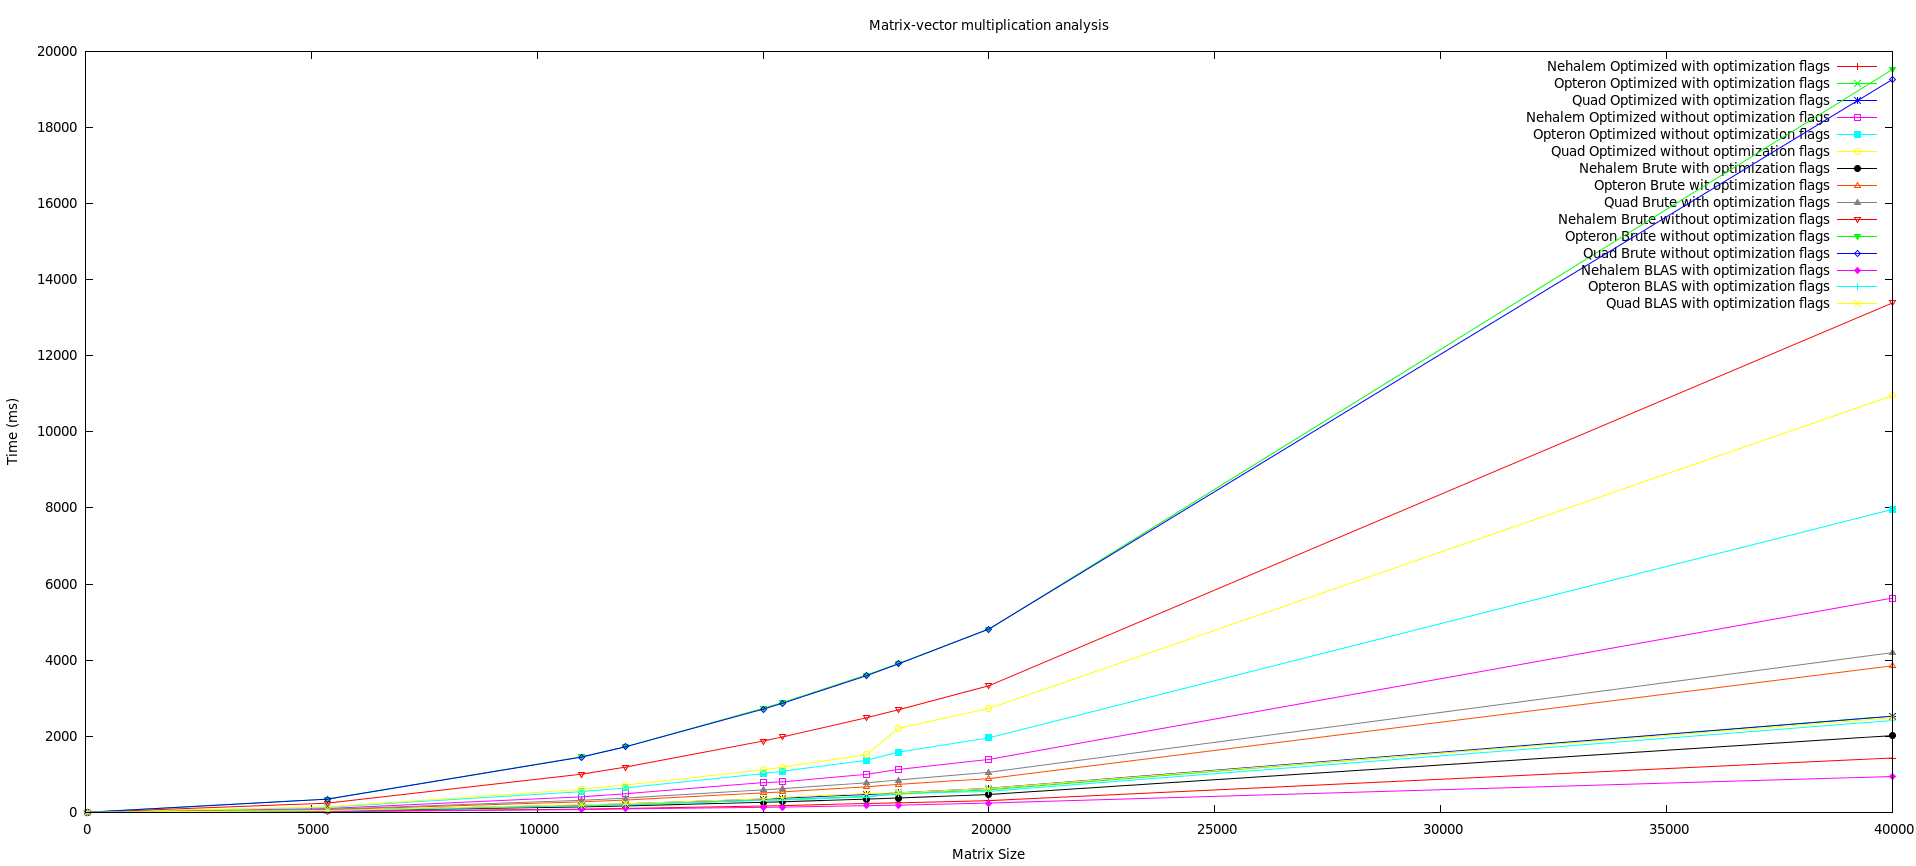 Matrix-vector multiplication analysis
20000
18000
16000
14000
12000
10000
8000
6000
4000
2000
0
Time (ms)
Nehalem Optimized with optimization flags
Opteron Optimized with optimization flags
Quad Optimized with optimization flags
Nehalem Optimized without optimization flags
Opteron Optimized without optimization flags
Quad Optimized without optimization flags
Nehalem Brute with optimization flags
Opteron Brute wit optimization flags
Quad Brute with optimization flags
Nehalem Brute without optimization flags
Opteron Brute without optimization flags
Quad Brute without optimization flags
Nehalem BLAS with optimization flags
Opteron BLAS with optimization flags
Quad BLAS with optimization flags
0 5000 10000 15000 20000 25000 30000 35000 40000
Matrix Size